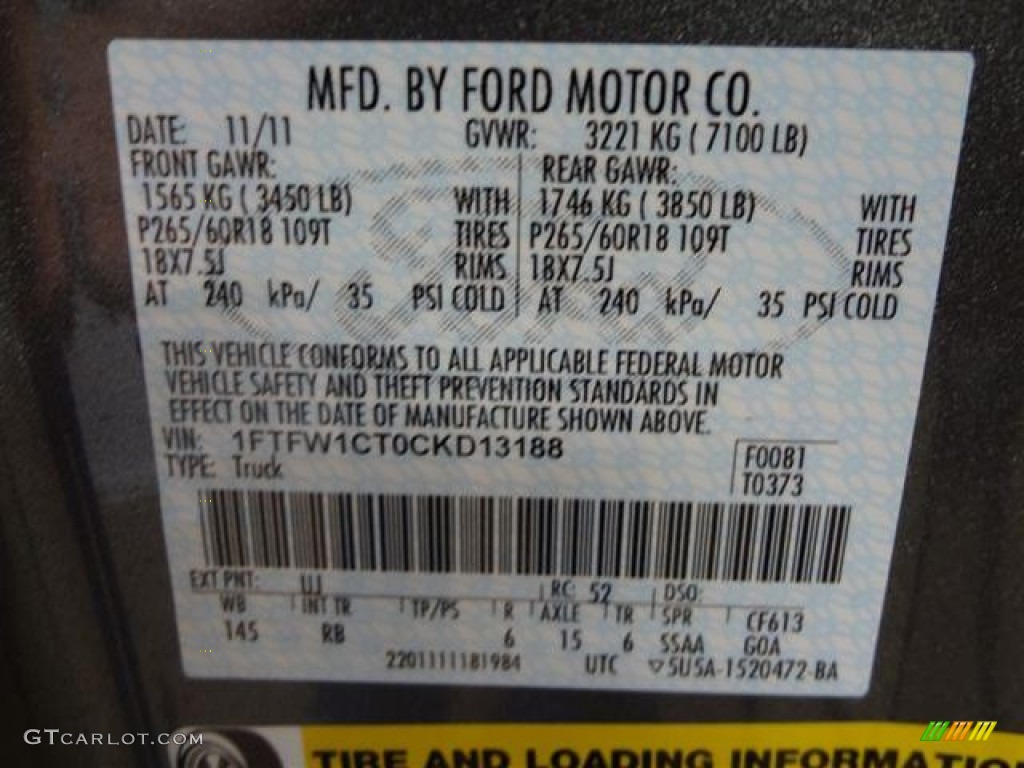 MFD. BY FORD MOTOR CO.
DATE: 11/11 GVWR: 3221 KG ( 7100 LB)
FRONT GAWR: REAR GAWR:
1565 KG ( 3450 LB) WITH 1746 KG ( 3850 LB) WITH
P265/60R18 109T TIRES P265/60R18 109T TIRES
18X7.5J RIMS 18X7.5J RIMS
AT 240 kPa/ 35 PSI COLD AT 240 kPa/ 35 PSI COLD
THIS VEHICLE CONFORMS TO ALL APPLICABLE FEDERAL MOTOR
VEHICLE SAFETY AND THEFT PREVENTION STANDARDS IN
EFFECT ON THE DATE OF MANUFACTURE SHOWN ABOVE.
VIN: 1FTFW1CT0CKD13188 F0081
TYPE: Truck T0373
EXT PNT: UJ RC: 52 DSO:
WB INT TR TP/PS R AXLE TR SPR CF613
145 RB 6 15 6 SSAA GOA
2201111181984 UTC ▽5U5A-1520472-BA
GTCARLOT.COM
TIRE AND LOADING INFORMATION